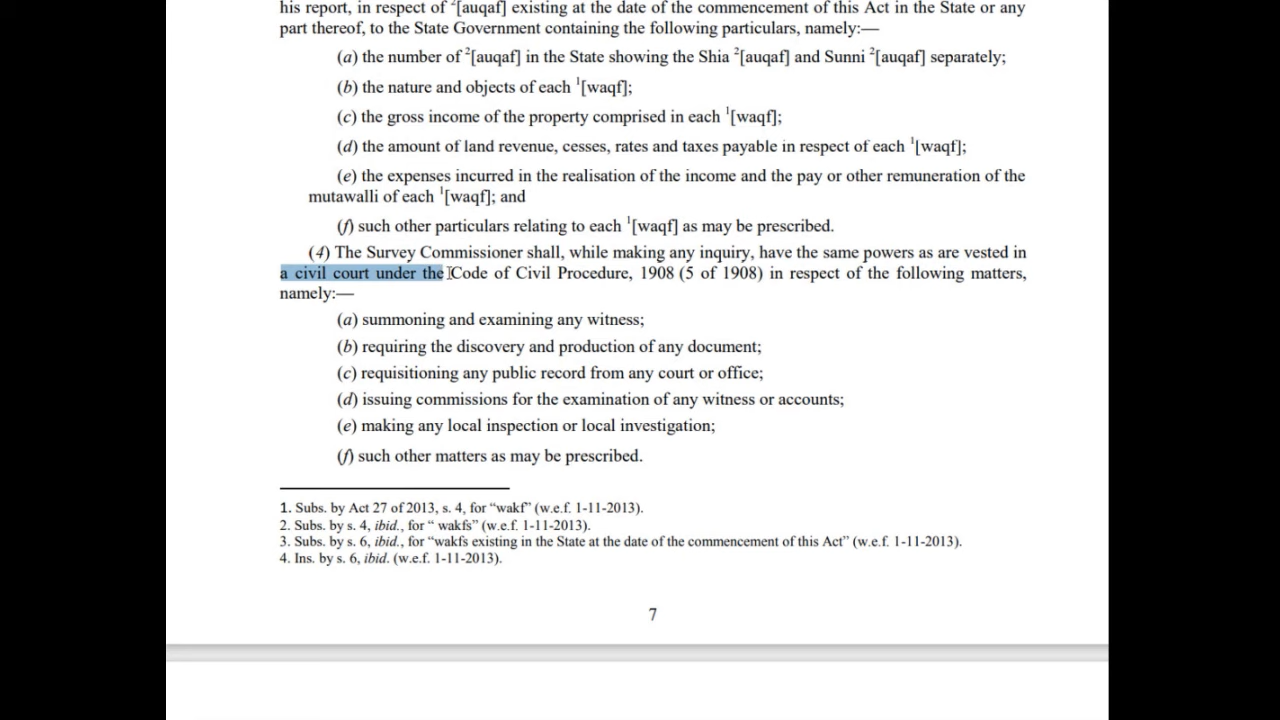 his report, in respect of 2[auqaf] existing at the date of the commencement of this Act in the State or any
part thereof, to the State Government containing the following particulars, namely:—
(a) the number of 2[auqaf] in the State showing the Shia 2[auqaf] and Sunni 2[auqaf] separately;
(b) the nature and objects of each 1[waqf];
(c) the gross income of the property comprised in each 1[waqf];
(d) the amount of land revenue, cesses, rates and taxes payable in respect of each 1[waqf];
(e) the expenses incurred in the realisation of the income and the pay or other remuneration of the
mutawalli of each 1[waqf]; and
(f) such other particulars relating to each 1[waqf] as may be prescribed.
(4) The Survey Commissioner shall, while making any inquiry, have the same powers as are vested in
a civil court under the Code of Civil Procedure, 1908 (5 of 1908) in respect of the following matters,
namely:—
(a) summoning and examining any witness;
(b) requiring the discovery and production of any document;
(c) requisitioning any public record from any court or office;
(d) issuing commissions for the examination of any witness or accounts;
(e) making any local inspection or local investigation;
(f) such other matters as may be prescribed.
1. Subs. by Act 27 of 2013, s. 4, for “wakf” (w.e.f. 1-11-2013).
2. Subs. by s. 4, ibid., for “ wakfs” (w.e.f. 1-11-2013).
3. Subs. by s. 6, ibid., for “wakfs existing in the State at the date of the commencement of this Act” (w.e.f. 1-11-2013).
4. Ins. by s. 6, ibid. (w.e.f. 1-11-2013).
7